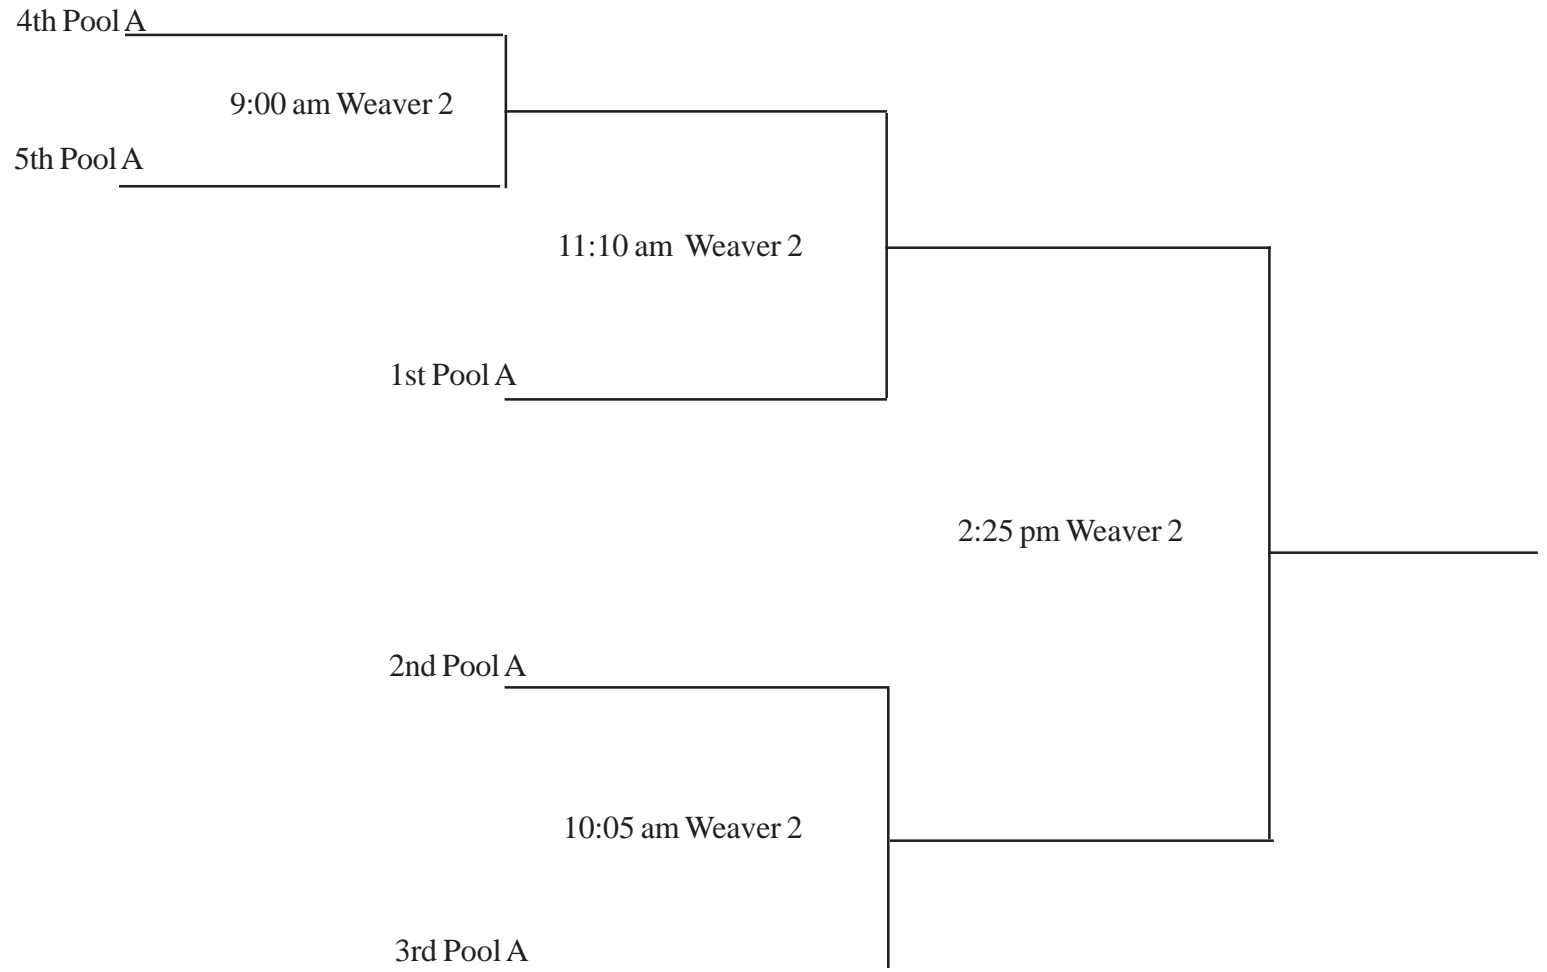 4th Pool A
9:00 am Weaver 2
5th Pool A
11:10 am Weaver 2
1st Pool A
2:25 pm Weaver 2
2nd Pool A
10:05 am Weaver 2
3rd Pool A